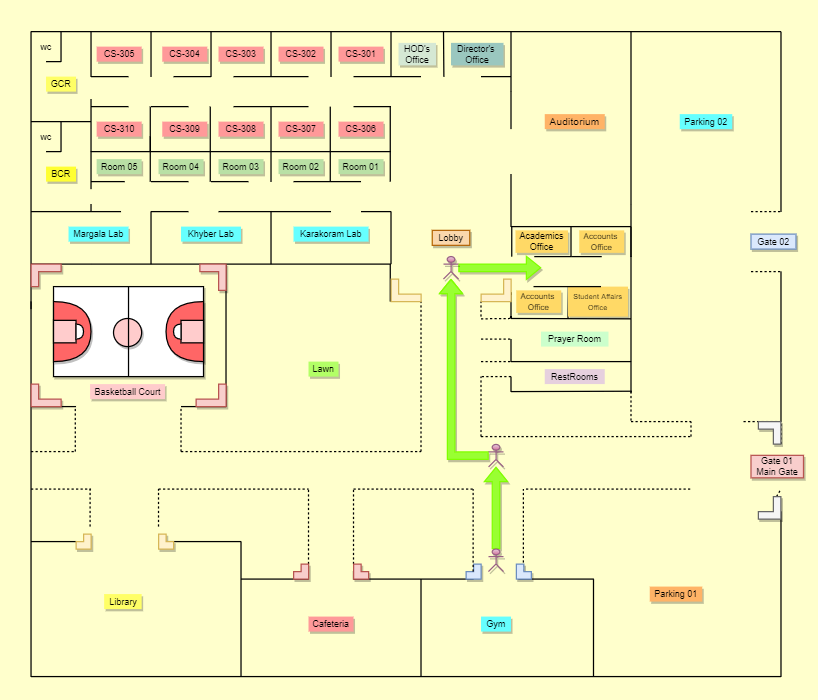 wc
CS-305
CS-304
CS-303
CS-302
CS-301
HOD's
Office
Director's
Office
GCR
CS-310
CS-309
CS-308
CS-307
CS-306
Auditorium
Parking 02
wc
BCR
Room 05
Room 04
Room 03
Room 02
Room 01
Margala Lab
Khyber Lab
Karakoram Lab
Lobby
Academics
Office
Accounts
Office
Gate 02
Accounts
Office
Student Affairs
Office
Prayer Room
Lawn
RestRooms
Basketball Court
Gate 01
Main Gate
Library
Cafeteria
Gym
Parking 01